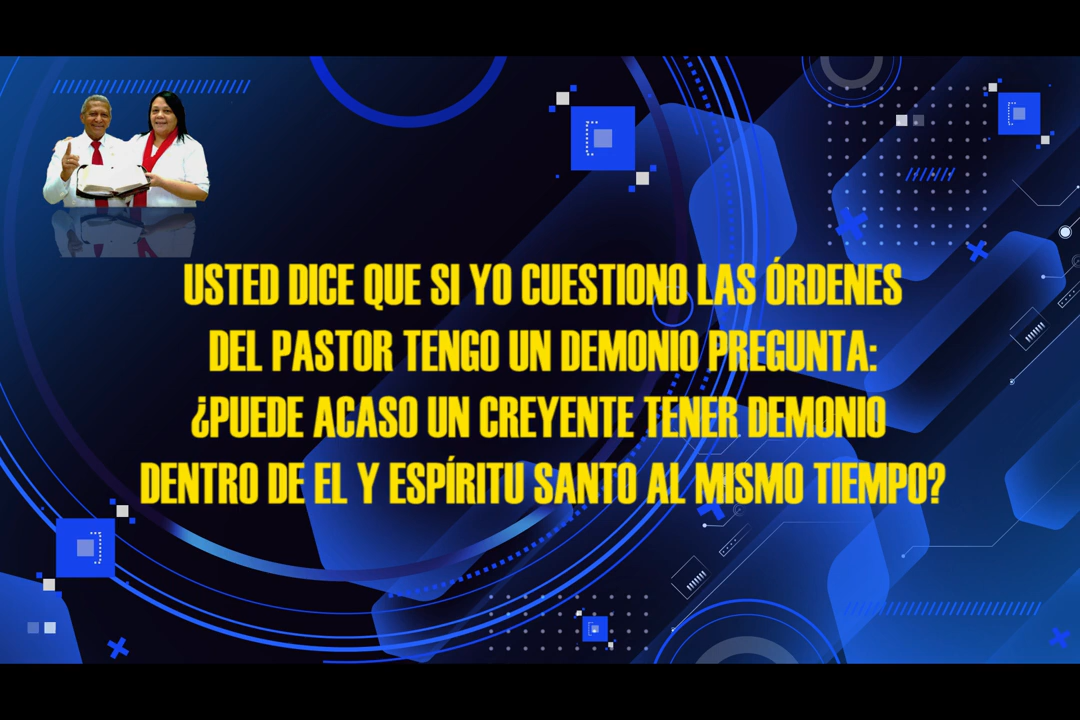 USTED DICE QUE SI YO CUESTIONO LAS ÓRDENES
DEL PASTOR TENGO UN DEMONIO PREGUNTA:
¿PUEDE ACASO UN CREYENTE TENER DEMONIO
DENTRO DE EL Y ESPÍRITU SANTO AL MISMO TIEMPO?